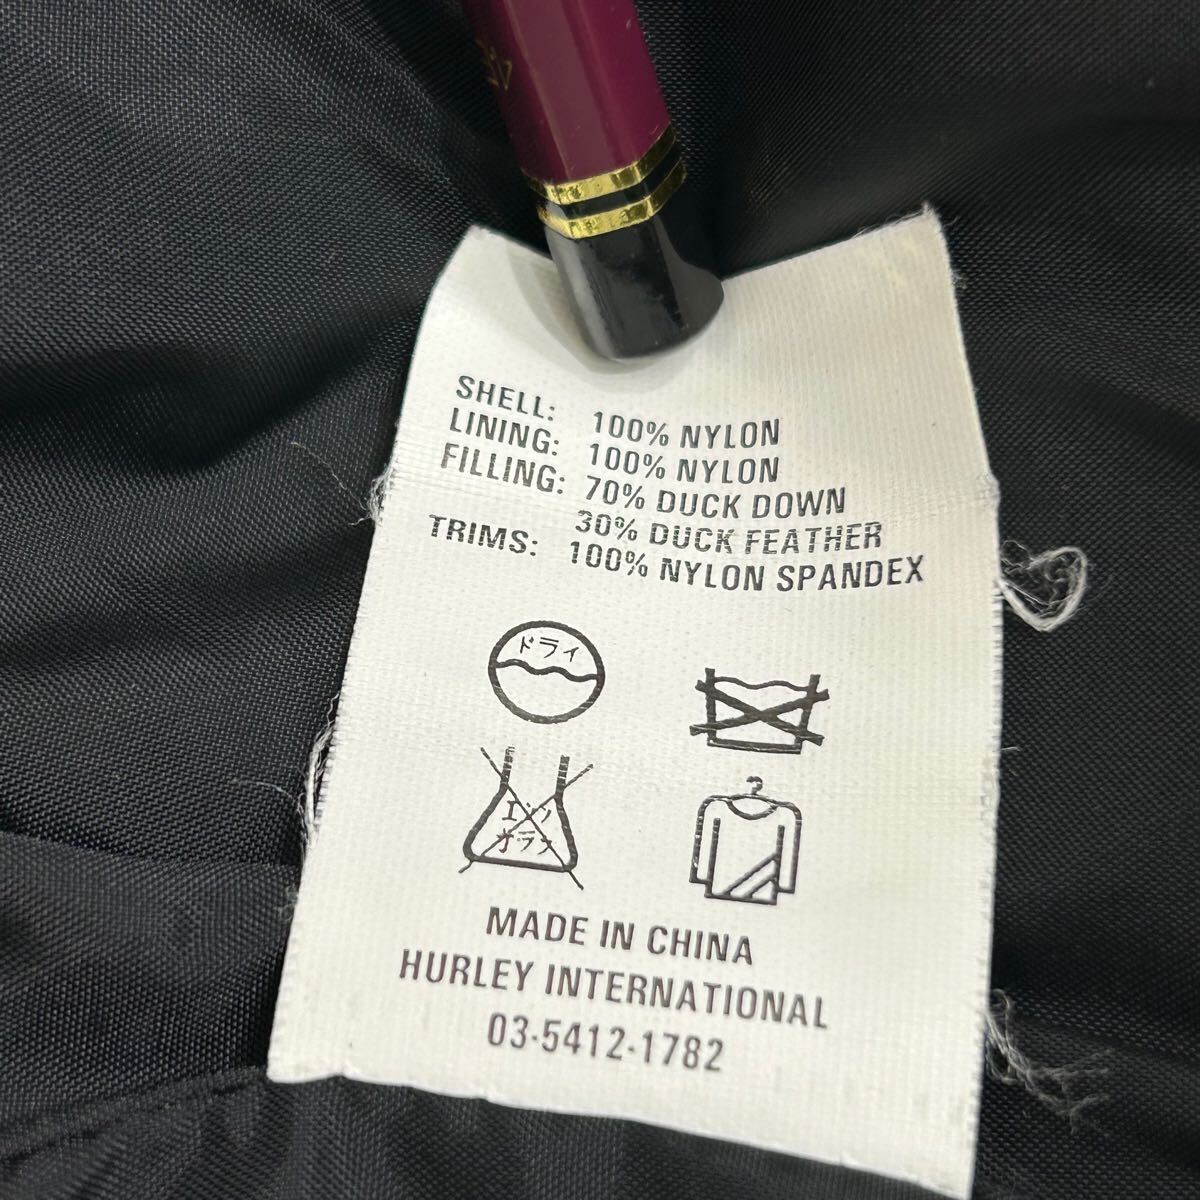 SHELL: 100% NYLON
LINING: 100% NYLON
FILLING: 70% DUCK DOWN
30% DUCK FEATHER
TRIMS: 100% NYLON SPANDEX
ドライ
エンソ
オラス
MADE IN CHINA
HURLEY INTERNATIONAL
03-5412-1782